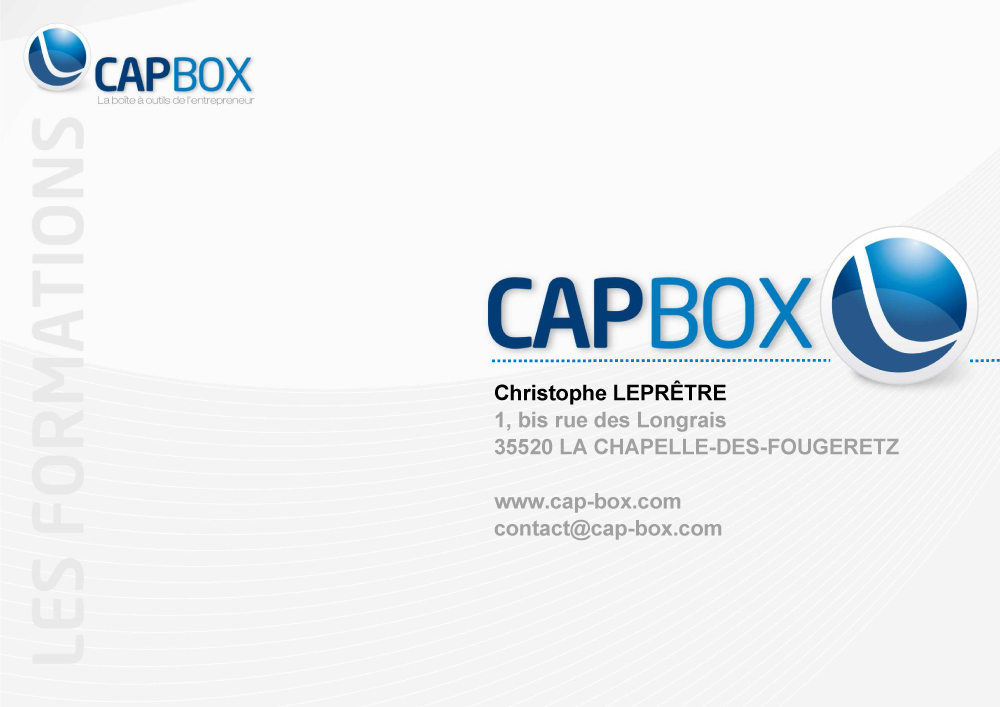 CAPBOX
La boîte à outils de l'entrepreneur
LES FORMATIONS
CAPBOX
Christophe LEPRÊTRE
1, bis rue des Longrais
35520 LA CHAPELLE-DES-FOUGERETZ
www.cap-box.com
contact@cap-box.com